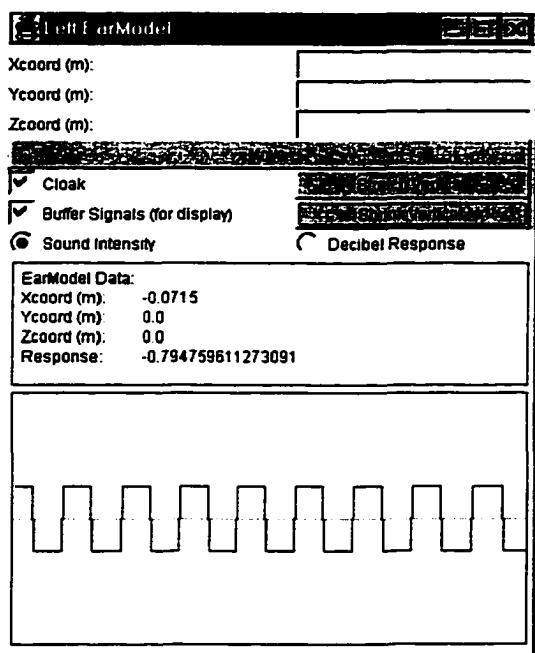 Left EarModel
Xcoord (m):
Ycoord (m):
Zcoord (m):
Cloak
Buffer Signals (for display)
Sound Intensity
Decibel Response
EarModel Data:
Xcoord (m): -0.0715
Ycoord (m): 0.0
Zcoord (m): 0.0
Response: -0.794759611273091